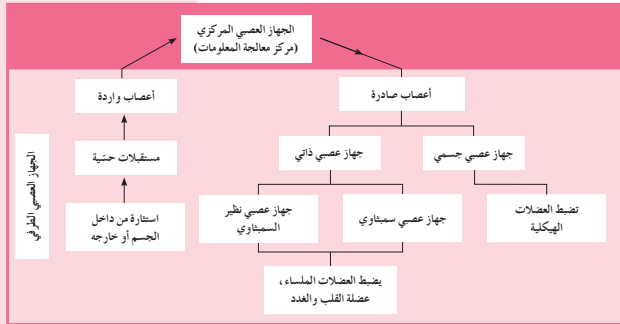 الجهاز العصبي المركزي
(مركز معالجة المعلومات)
أعصاب صادرة
أعصاب واردة
جهاز عصبي جسمي
جهاز عصبي ذاتي
مستقبلات حسّية
تضبط العضلات
الهيكلية
جهاز عصبي سمبثاوي
جهاز عصبي نظير
السمبثاوي
استثارة من داخل
الجسم أو خارجه
يضبط العضلات الملساء،
عضلة القلب والغدد
الجهاز العصبي الطرفي